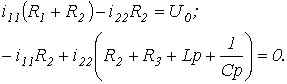 i₁₁(R₁ + R₂) − i₂₂R₂ = U₀;
−i₁₁R₂ + i₂₂(R₂ + R₃ + Lp + 1/Cp) = 0.